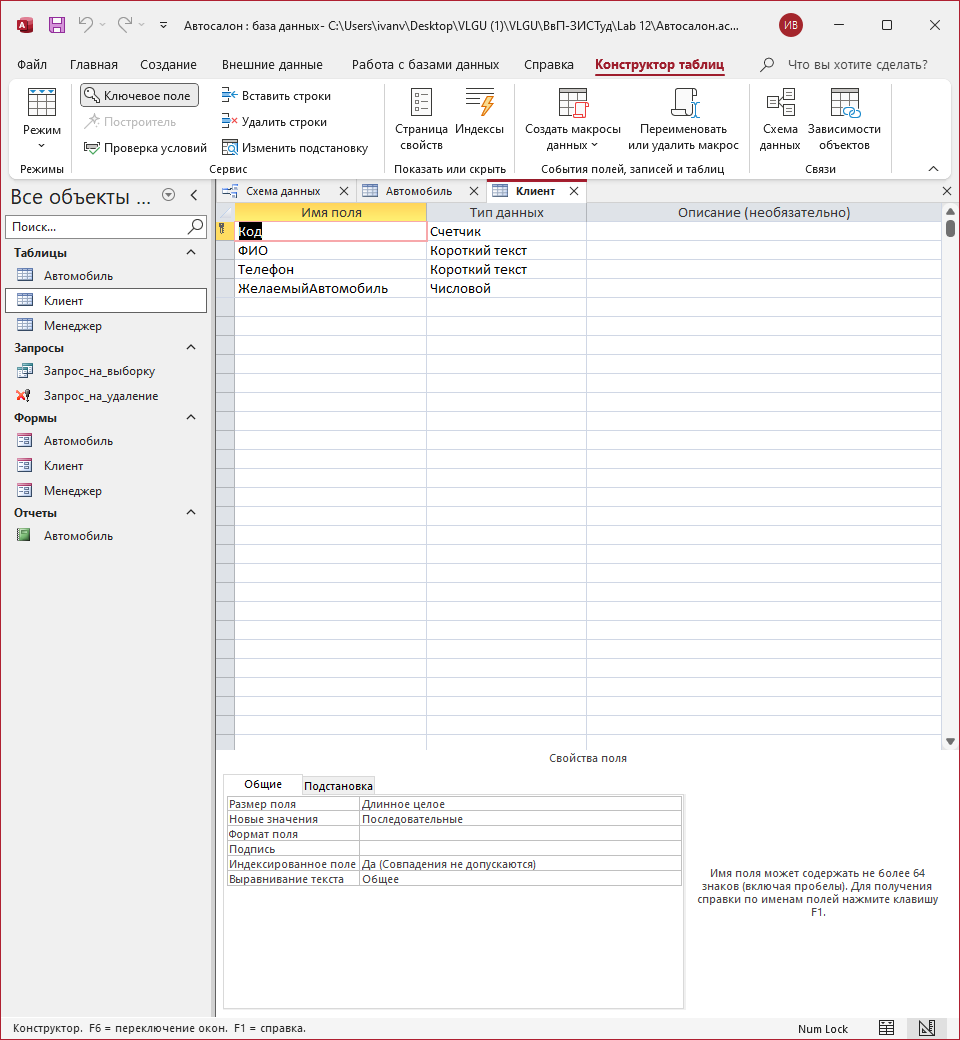 Автосалон : база данных- C:\Users\ivanv\Desktop\VLGU (1)\VLGU\ВвП-ЗИСТуд\Lab 12\Автосалон.ас...
ИВ
Файл Главная Создание Внешние данные Работа с базами данных Справка Конструктор таблиц Что вы хотите сделать?
Режим
Режимы
Ключевое поле
Построитель
Проверка условий
Вставить строки
Удалить строки
Изменить подстановку
Сервис
Страница свойств
Индексы
Показать или скрыть
Создать макросы данных
Переименовать или удалить макрос
События полей, записей и таблиц
Схема данных
Зависимости объектов
Связи
Все объекты ...
Поиск...
Таблицы
Автомобиль
Клиент
Менеджер
Запросы
Запрос_на_выборку
Запрос_на_удаление
Формы
Автомобиль
Клиент
Менеджер
Отчеты
Автомобиль
Схема данных Автомобиль Клиент
Имя поля Тип данных Описание (необязательно)
Код Счетчик
ФИО Короткий текст
Телефон Короткий текст
ЖелаемыйАвтомобиль Числовой
Свойства поля
Общие Подстановка
Размер поля Длинное целое
Новые значения Последовательные
Формат поля
Подпись
Индексированное поле Да (Совпадения не допускаются)
Выравнивание текста Общее
Имя поля может содержать не более 64
знаков (включая пробелы). Для получения
справки по именам полей нажмите клавишу
F1.
Конструктор. F6 = переключение окон. F1 = справка.
Num Lock